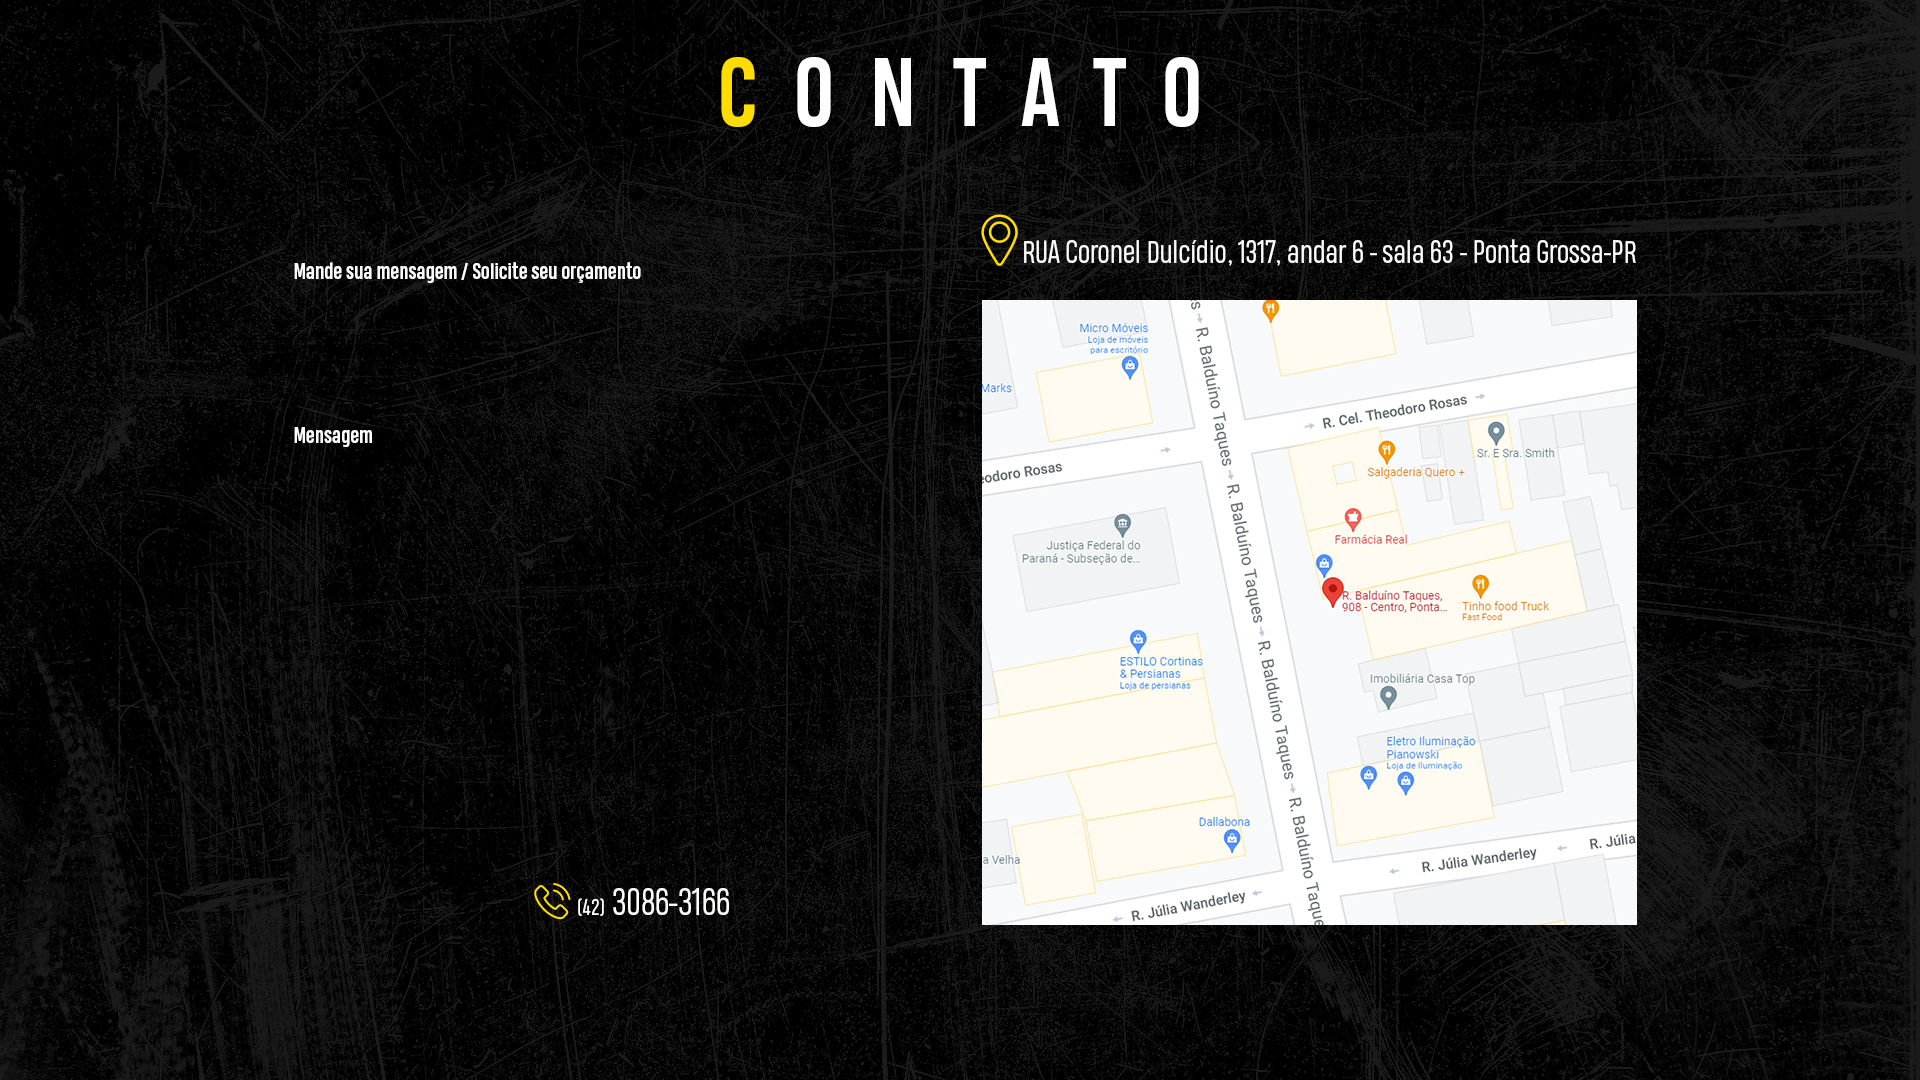 CONTATO
Mande sua mensagem / Solicite seu orçamento
Mensagem
(42) 3086-3166
RUA Coronel Dulcídio, 1317, andar 6 - sala 63 - Ponta Grossa-PR
Micro Móveis
Loja de móveis
para escritório
Marks
R. Balduíno Taques
R. Cel. Theodoro Rosas
eodoro Rosas
Sr. E Sra. Smith
Salgaderia Quero +
Farmácia Real
Justiça Federal do
Paraná - Subseção de...
R. Balduíno Taques
R. Balduíno Taques,
908 - Centro, Ponta...
Tinho food Truck
Fast Food
ESTILO Cortinas
& Persianas
Loja de persianas
Imobiliária Casa Top
R. Balduíno Taques
Eletro Iluminação
Pianowski
Loja de Iluminação
Dallabona
R. Balduíno Taque
a Velha
R. Júlia Wanderley
R. Júlia Wanderley
R. Júlia